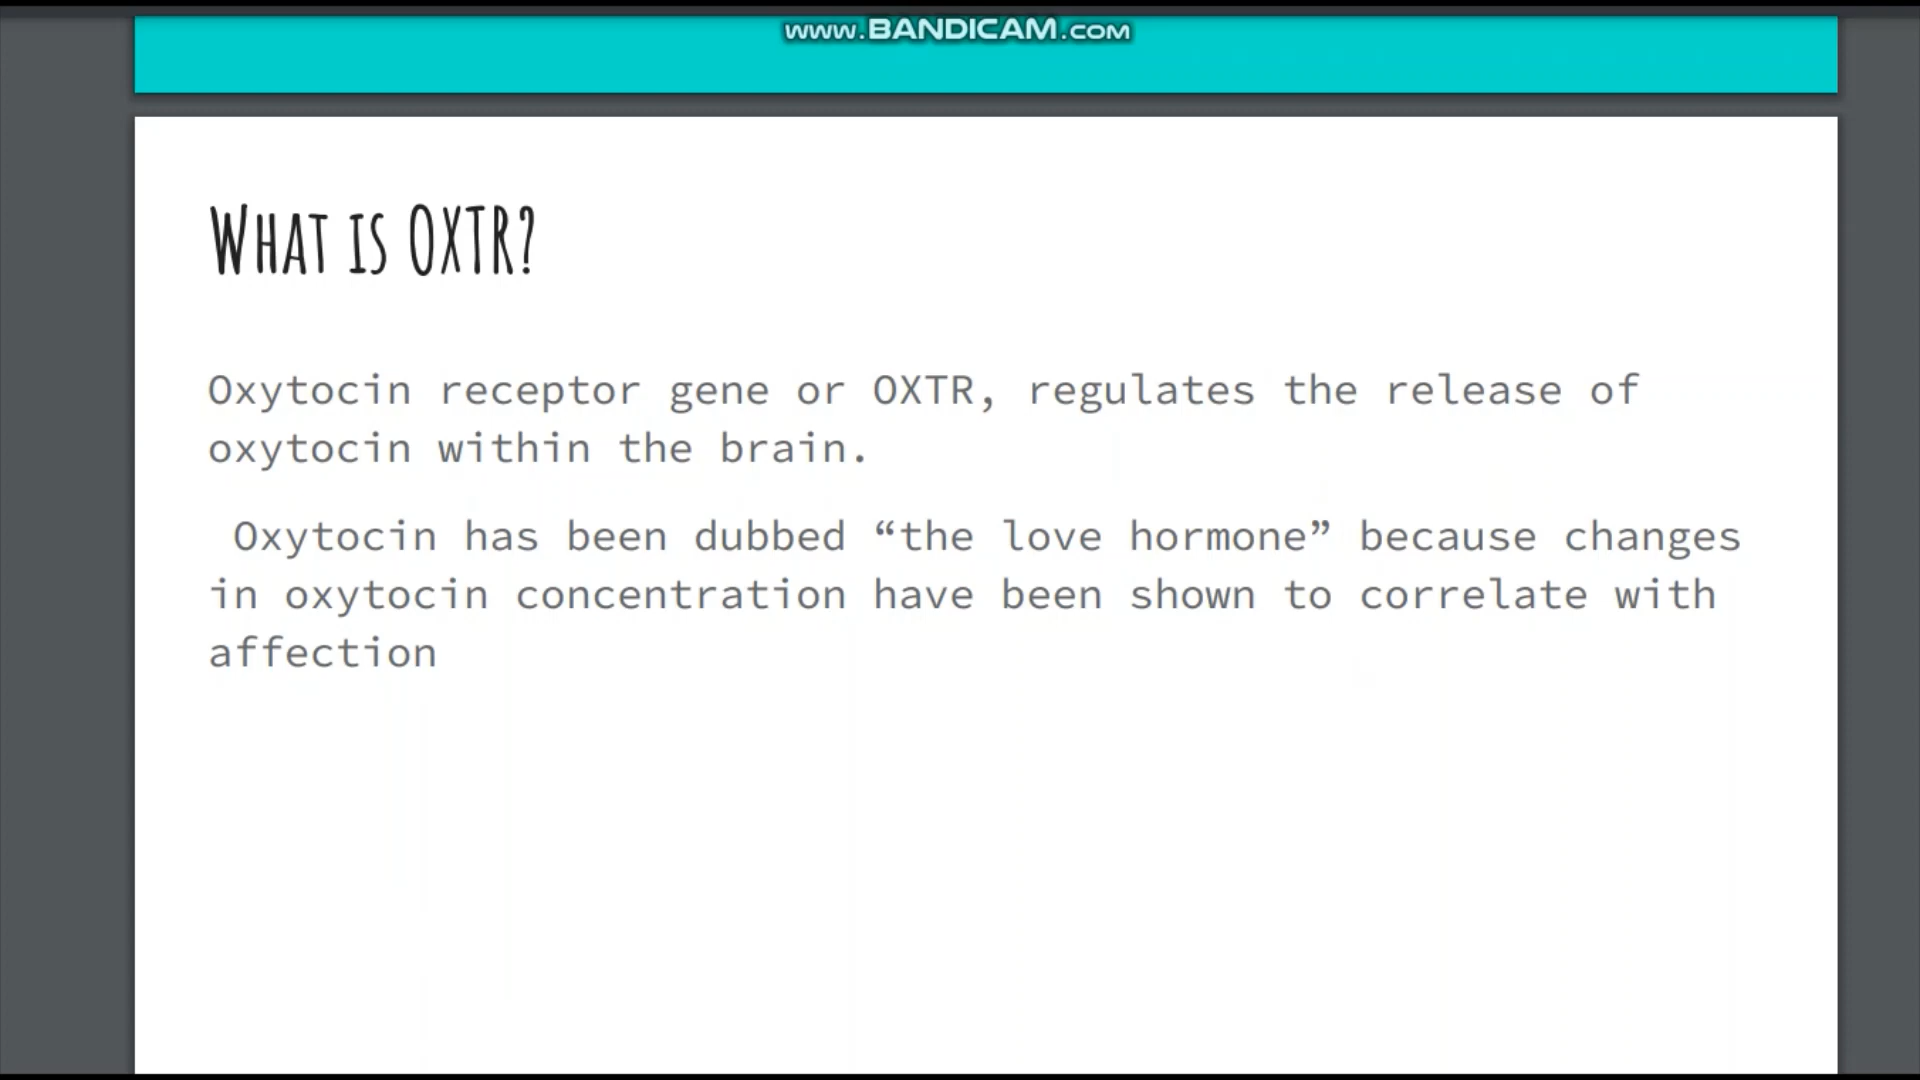 www.BANDICAM.com
What is OXTR?
Oxytocin receptor gene or OXTR, regulates the release of
oxytocin within the brain.
Oxytocin has been dubbed “the love hormone” because changes
in oxytocin concentration have been shown to correlate with
affection